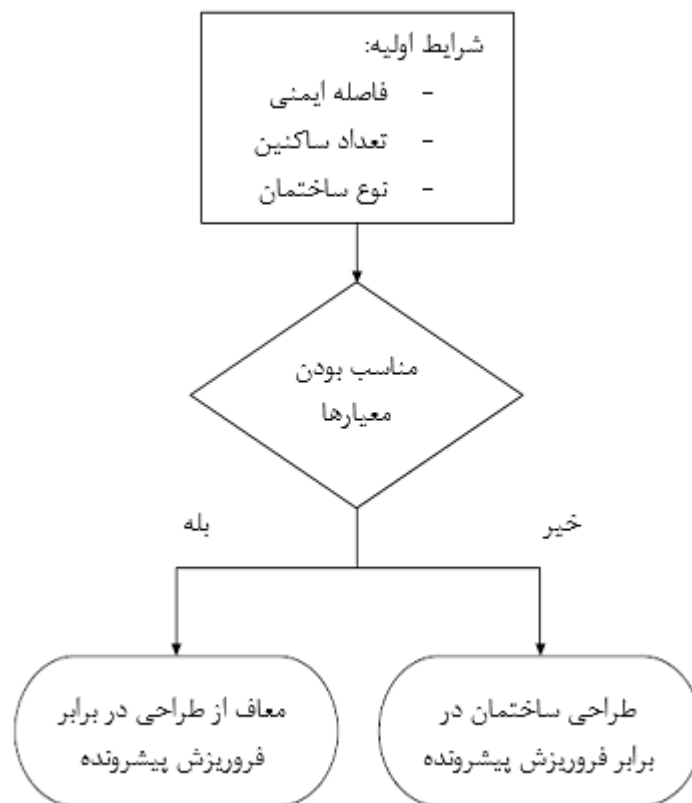 شرایط اولیه:
- فاصله ایمنی
- تعداد ساکنین
- نوع ساختمان
مناسب بودن
معیارها
خیر
بله
طراحی ساختمان در
برابر فروریزش پیشرونده
معاف از طراحی در برابر
فروریزش پیشرونده